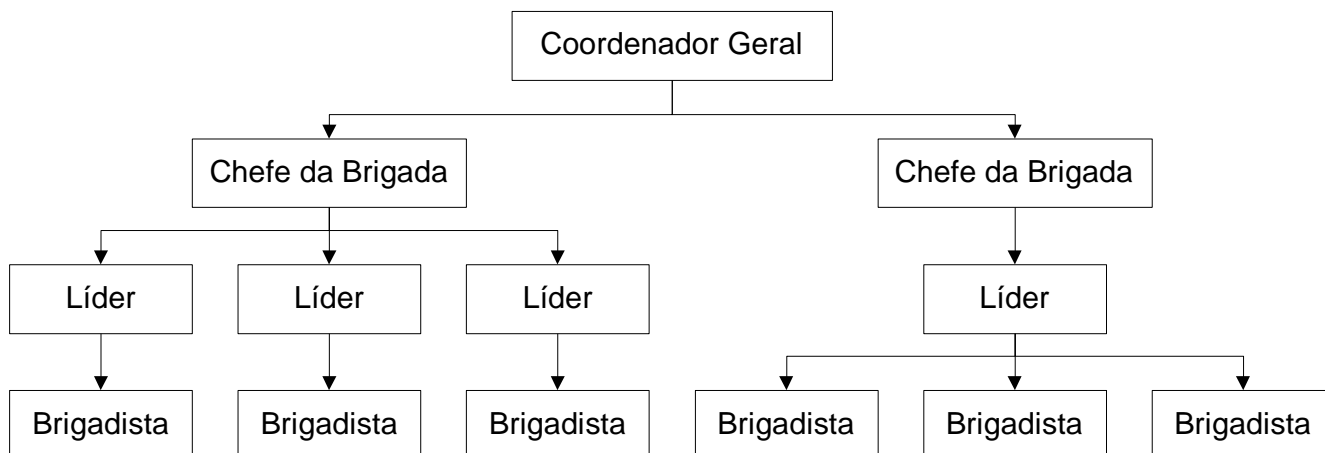 Coordenador Geral
Chefe da Brigada
Chefe da Brigada
Líder
Líder
Líder
Líder
Brigadista
Brigadista
Brigadista
Brigadista
Brigadista
Brigadista